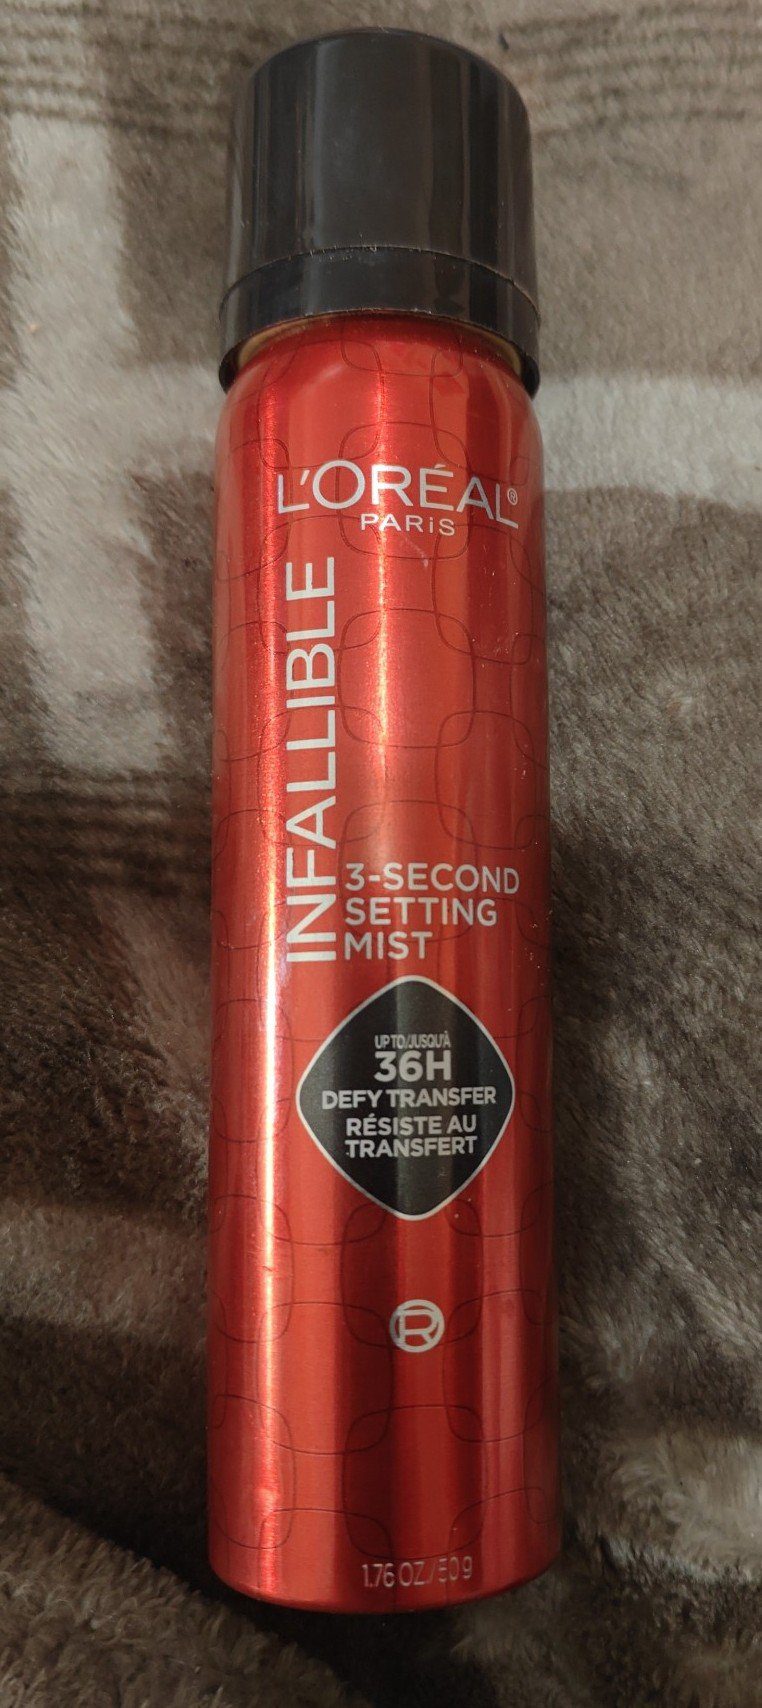 L'ORÉAL®
PARiS
INFALLIBLE
3-SECOND
SETTING
MIST
UP TO/JUSQU'À
36H
DEFY TRANSFER
RÉSISTE AU
TRANSFERT
R
1.76 OZ/50 g